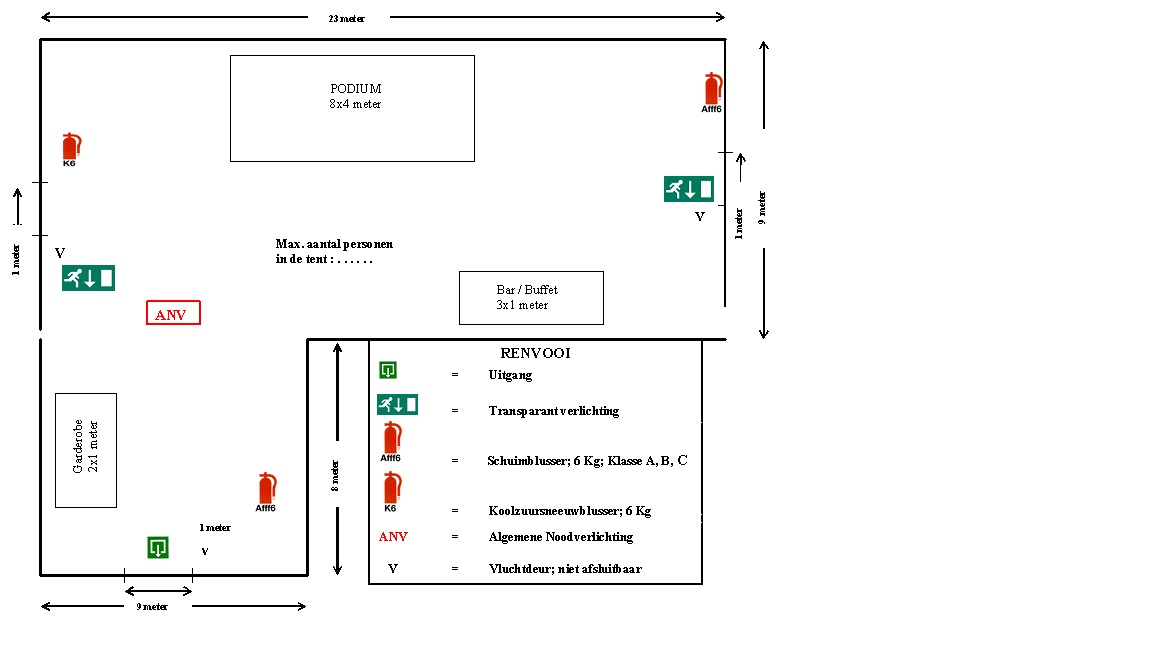 23 meter
PODIUM
8x4 meter
Afff6
K6
V
1 meter
9 meter
1 meter
V
Max. aantal personen
in de tent : . . . . . .
Bar / Buffet
3x1 meter
ANV
RENVOOI
= Uitgang
= Transparant verlichting
Afff6
= Schuimblusser; 6 Kg; Klasse A, B, C
K6
= Koolzuursneeuwblusser; 6 Kg
ANV = Algemene Noodverlichting
V = Vluchtdeur; niet afsluitbaar
Garderobe
2x1 meter
8 meter
Afff6
1 meter
V
9 meter